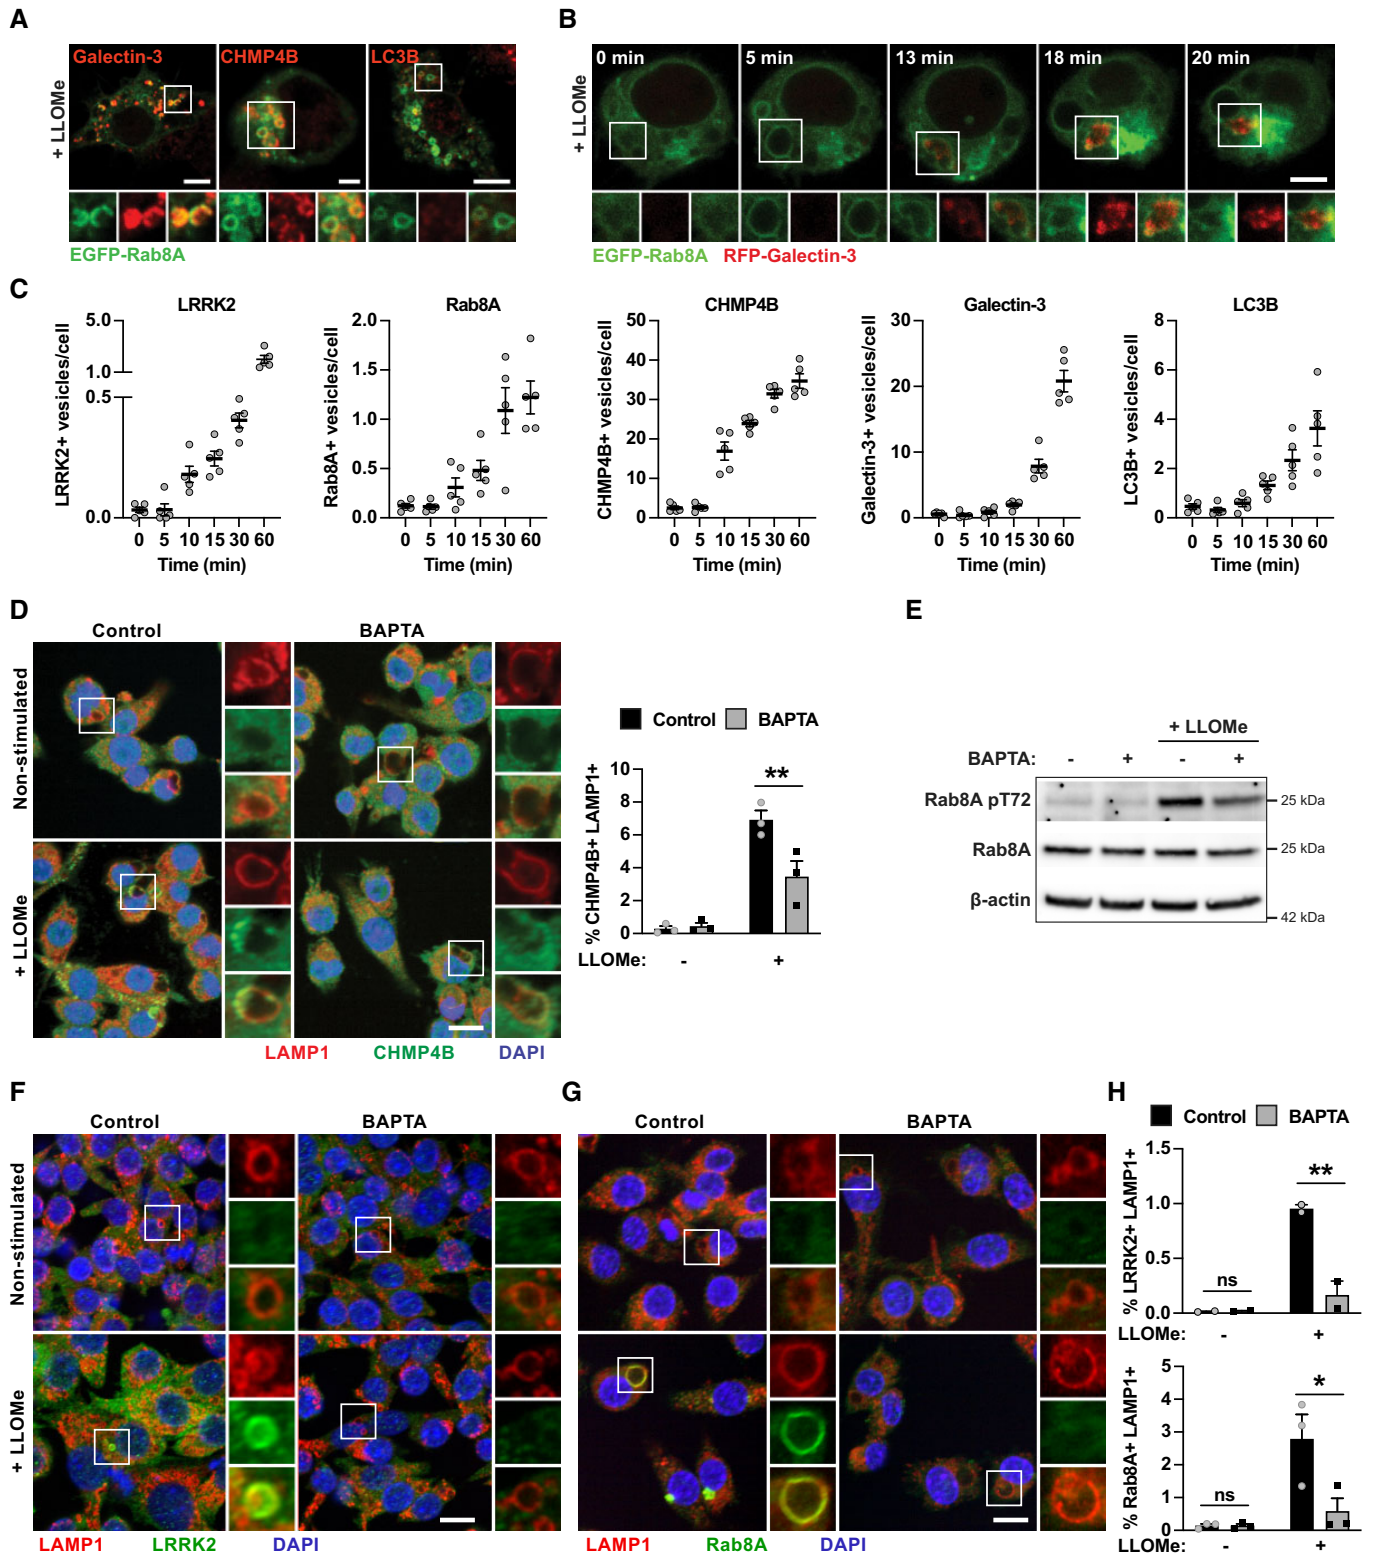 A
Galectin-3
CHMP4B
LC3B
+ LLOMe
EGFP-Rab8A
B
0 min
5 min
13 min
18 min
20 min
+ LLOMe
EGFP-Rab8A RFP-Galectin-3
C
LRRK2
LRRK2+ vesicles/cell
5.0
1.0
0.5
0.0
0 5 10 15 30 60
Time (min)
Rab8A
Rab8A+ vesicles/cell
2.0
1.5
1.0
0.5
0.0
0 5 10 15 30 60
Time (min)
CHMP4B
CHMP4B+ vesicles/cell
50
40
30
20
10
0
0 5 10 15 30 60
Time (min)
Galectin-3
Galectin-3+ vesicles/cell
30
20
10
0
0 5 10 15 30 60
Time (min)
LC3B
LC3B+ vesicles/cell
8
6
4
2
0
0 5 10 15 30 60
Time (min)
D
Control
BAPTA
Non-stimulated
+ LLOMe
LAMP1 CHMP4B DAPI
Control BAPTA
% CHMP4B+ LAMP1+
10
8
6
4
2
0
**
LLOMe: - +
E
+ LLOMe
BAPTA: - + - +
Rab8A pT72
25 kDa
Rab8A
25 kDa
β-actin
42 kDa
F
Control
BAPTA
Non-stimulated
+ LLOMe
LAMP1 LRRK2 DAPI
G
Control
BAPTA
LAMP1 Rab8A DAPI
H
Control BAPTA
% LRRK2+ LAMP1+
1.5
1.0
0.5
0.0
ns
**
LLOMe: - +
% Rab8A+ LAMP1+
5
4
3
2
1
0
ns
*
LLOMe: - +